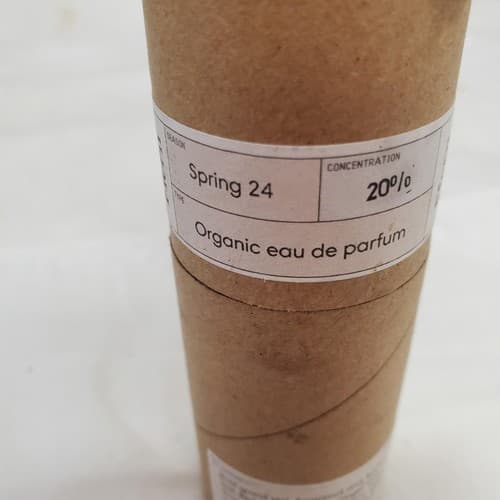 SEASON
Spring 24
CONCENTRATION
20%
TYPE
Organic eau de parfum